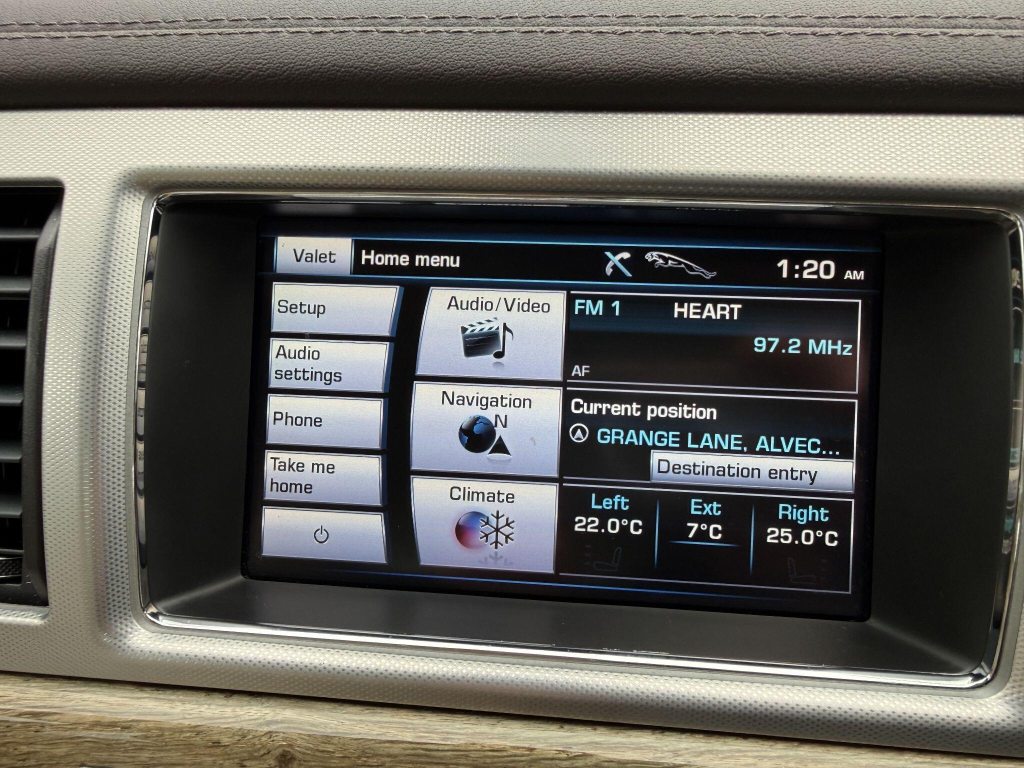 Valet
Home menu
1:20 AM
Setup
Audio
settings
Phone
Take me
home
Audio/Video
Navigation
N
Climate
FM 1
HEART
97.2 MHz
AF
Current position
GRANGE LANE, ALVEC...
Destination entry
Left
22.0°C
Ext
7°C
Right
25.0°C